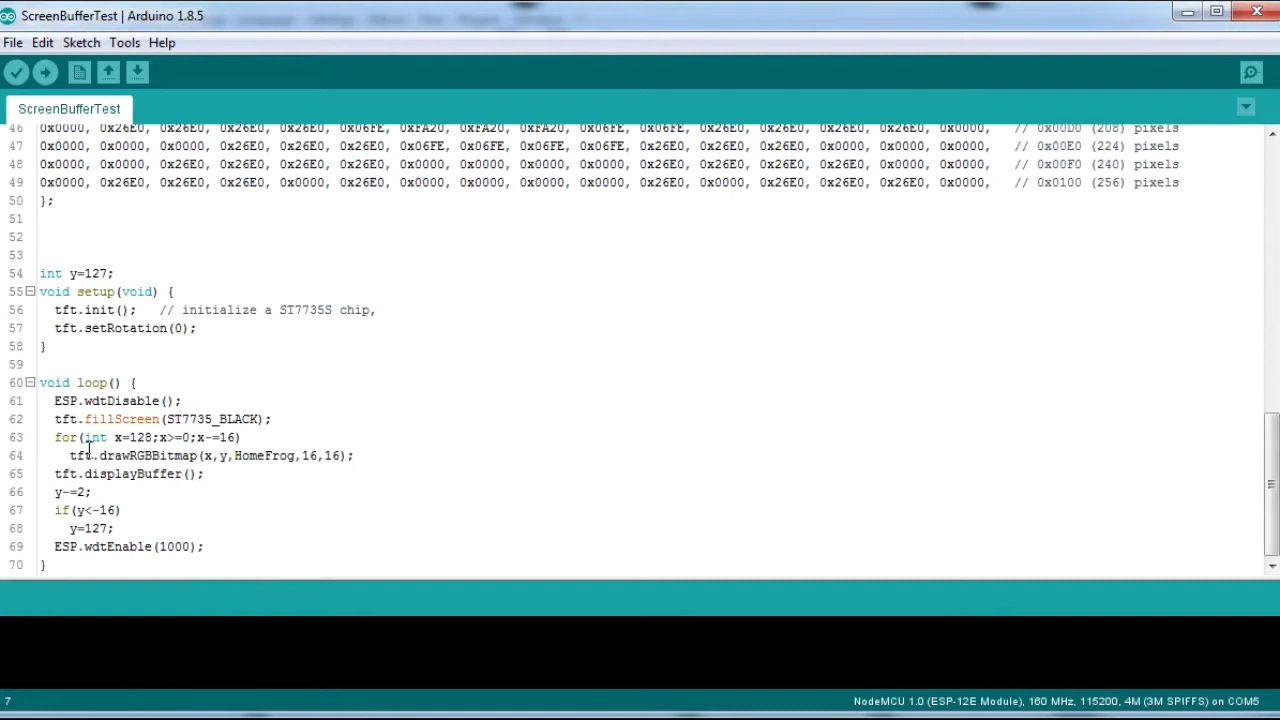 ScreenBufferTest | Arduino 1.8.5
File Edit Sketch Tools Help
ScreenBufferTest
46 0x0000, 0x26E0, 0x26E0, 0x26E0, 0x26E0, 0x06FE, 0xFA20, 0xFA20, 0xFA20, 0x06FE, 0x06FE, 0x26E0, 0x26E0, 0x26E0, 0x26E0, 0x0000, // 0x00D0 (208) pixels
47 0x0000, 0x0000, 0x0000, 0x26E0, 0x26E0, 0x26E0, 0x06FE, 0x06FE, 0x06FE, 0x26E0, 0x26E0, 0x26E0, 0x26E0, 0x0000, 0x0000, 0x0000, // 0x00E0 (224) pixels
48 0x0000, 0x0000, 0x26E0, 0x26E0, 0x26E0, 0x26E0, 0x0000, 0x0000, 0x0000, 0x0000, 0x26E0, 0x26E0, 0x26E0, 0x26E0, 0x0000, 0x0000, // 0x00F0 (240) pixels
49 0x0000, 0x26E0, 0x26E0, 0x26E0, 0x0000, 0x26E0, 0x0000, 0x0000, 0x0000, 0x0000, 0x26E0, 0x0000, 0x26E0, 0x26E0, 0x26E0, 0x0000, // 0x0100 (256) pixels
50 };
51
52
53
54 int y=127;
55 void setup(void) {
56 tft.init(); // initialize a ST7735S chip,
57 tft.setRotation(0);
58 }
59
60 void loop() {
61 ESP.wdtDisable();
62 tft.fillScreen(ST7735_BLACK);
63 for(int x=128;x>=0;x-=16)
64 tft.drawRGBBitmap(x,y,HomeFrog,16,16);
65 tft.displayBuffer();
66 y-=2;
67 if(y<-16)
68 y=127;
69 ESP.wdtEnable(1000);
70 }
7 NodeMCU 1.0 (ESP-12E Module), 160 MHz, 115200, 4M (3M SPIFFS) on COM5